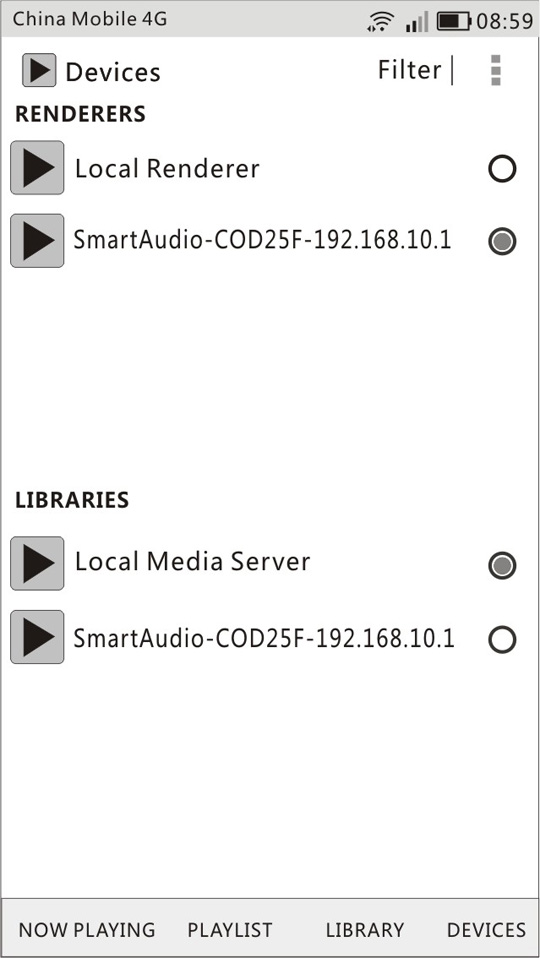 China Mobile 4G 08:59
Devices Filter
RENDERERS
Local Renderer
SmartAudio-COD25F-192.168.10.1
LIBRARIES
Local Media Server
SmartAudio-COD25F-192.168.10.1
NOW PLAYING PLAYLIST LIBRARY DEVICES